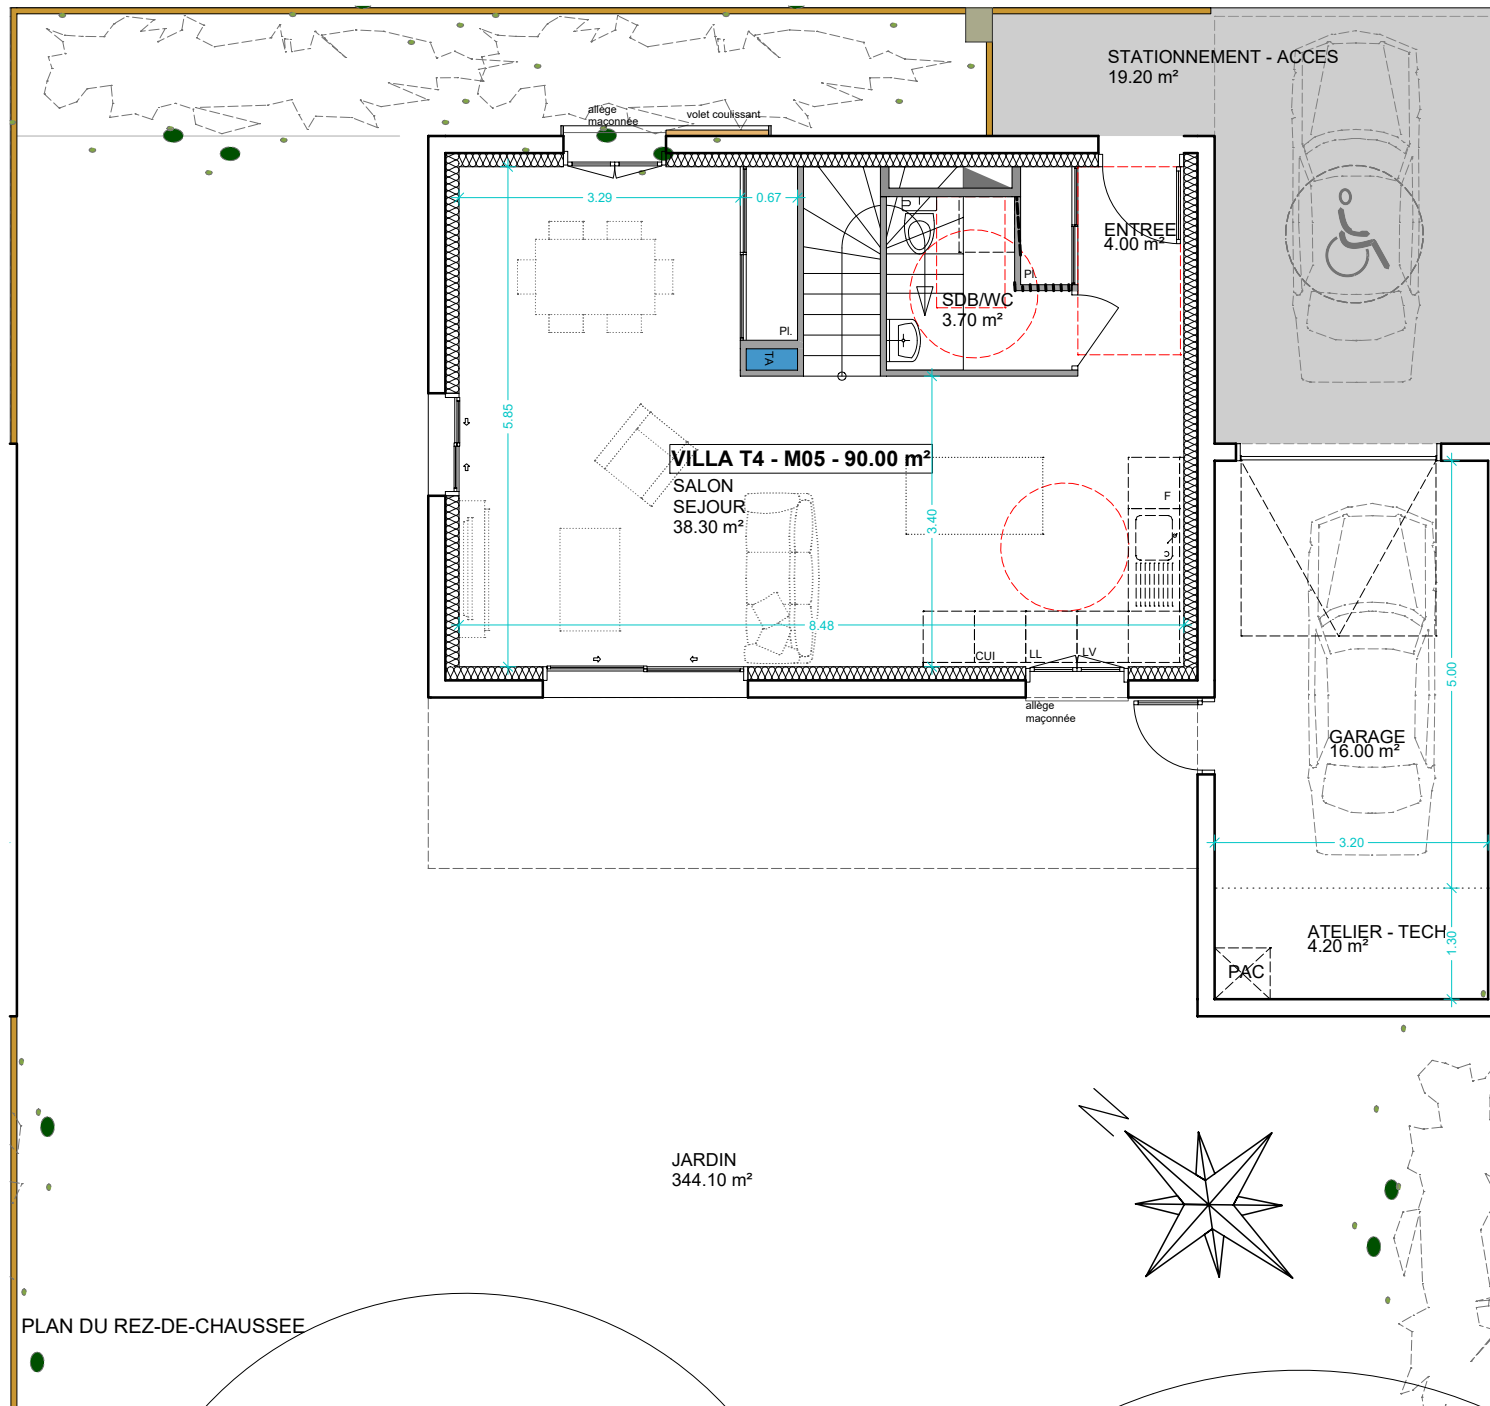 STATIONNEMENT - ACCES
19.20 m²
allège
maçonnée
volet coulissant
3.29
0.67
ENTREE
4.00 m²
Pl.
SDB/WC
3.70 m²
Pl.
TA
5.85
VILLA T4 - M05 - 90.00 m²
SALON
SEJOUR
38.30 m²
3.40
F
C
8.48
CUI
LL
LV
allège
maçonnée
5.00
GARAGE
16.00 m²
3.20
ATELIER - TECH
4.20 m²
1.30
PAC
N
JARDIN
344.10 m²
PLAN DU REZ-DE-CHAUSSEE